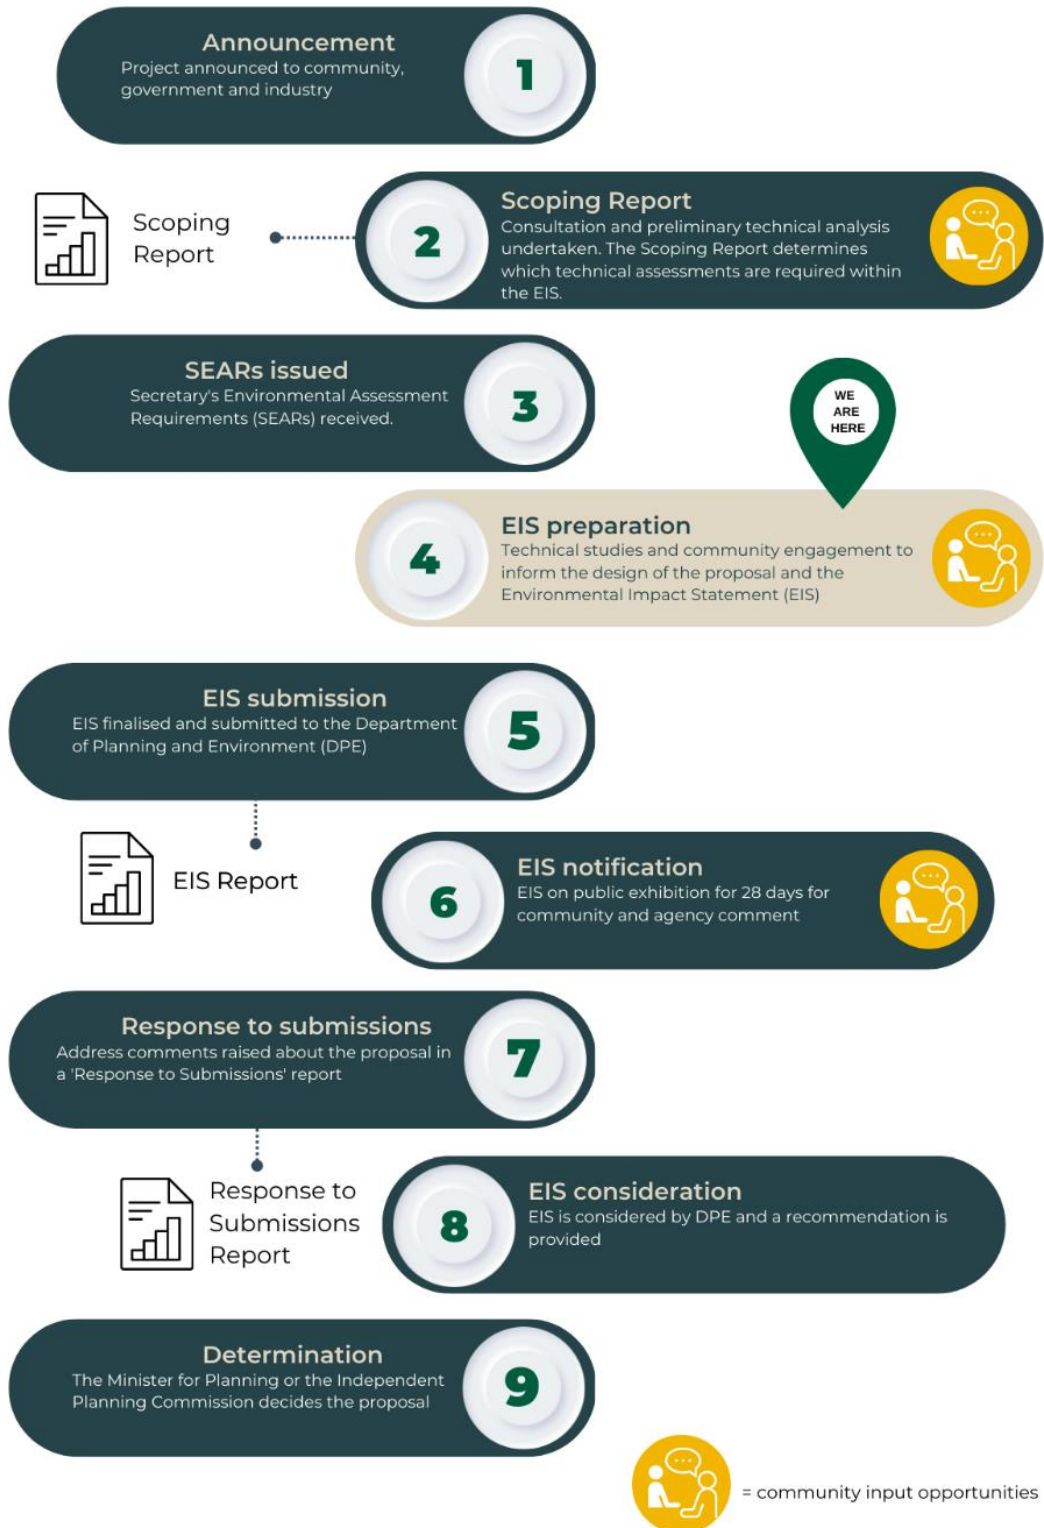 Announcement
Project announced to community,
government and industry
1
Scoping
Report
2
Scoping Report
Consultation and preliminary technical analysis
undertaken. The Scoping Report determines
which technical assessments are required within
the EIS.
SEARs issued
Secretary's Environmental Assessment
Requirements (SEARs) received.
3
WE
ARE
HERE
4
EIS preparation
Technical studies and community engagement to
inform the design of the proposal and the
Environmental Impact Statement (EIS)
EIS submission
EIS finalised and submitted to the Department
of Planning and Environment (DPE)
5
EIS Report
6
EIS notification
EIS on public exhibition for 28 days for
community and agency comment
Response to submissions
Address comments raised about the proposal in
a 'Response to Submissions' report
7
Response to
Submissions
Report
8
EIS consideration
EIS is considered by DPE and a recommendation is
provided
Determination
The Minister for Planning or the Independent
Planning Commission decides the proposal
9
= community input opportunities